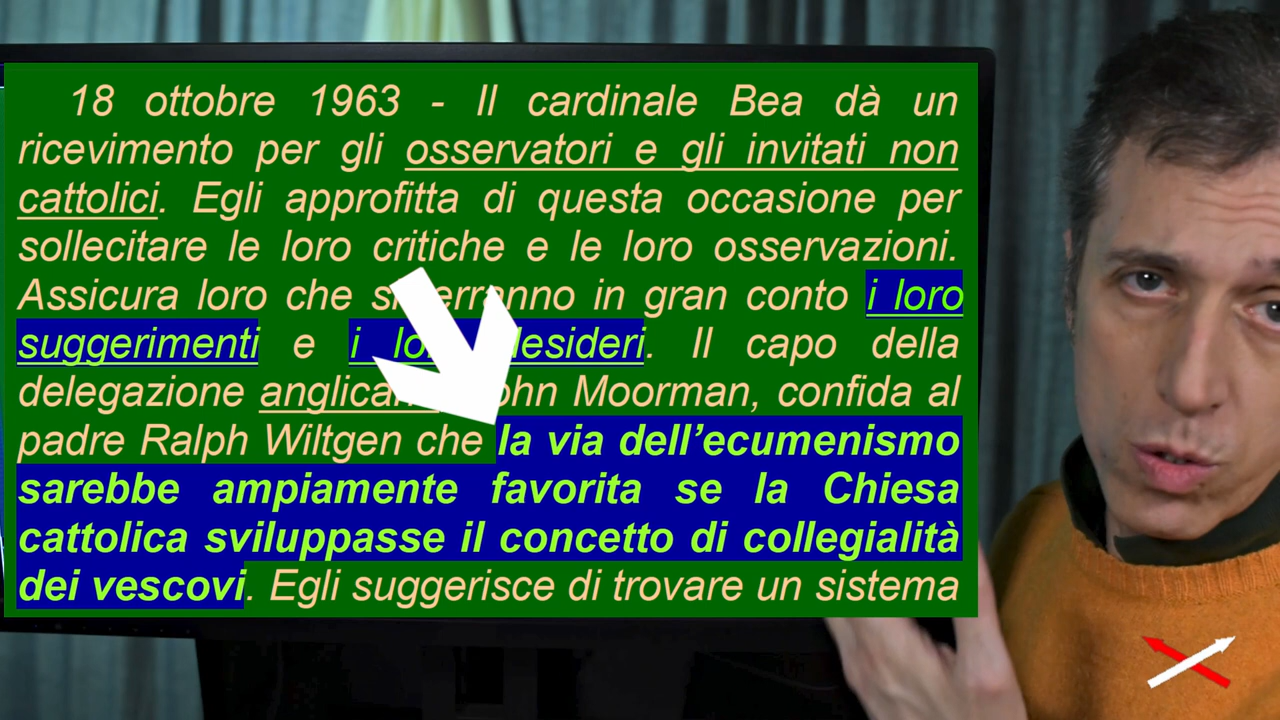 18 ottobre 1963 - Il cardinale Bea dà un
ricevimento per gli osservatori e gli invitati non
cattolici. Egli approfitta di questa occasione per
sollecitare le loro critiche e le loro osservazioni.
Assicura loro che si terranno in gran conto i loro
suggerimenti e i loro desideri. Il capo della
delegazione anglicana John Moorman, confida al
padre Ralph Wiltgen che la via dell’ecumenismo
sarebbe ampiamente favorita se la Chiesa
cattolica sviluppasse il concetto di collegialità
dei vescovi. Egli suggerisce di trovare un sistema